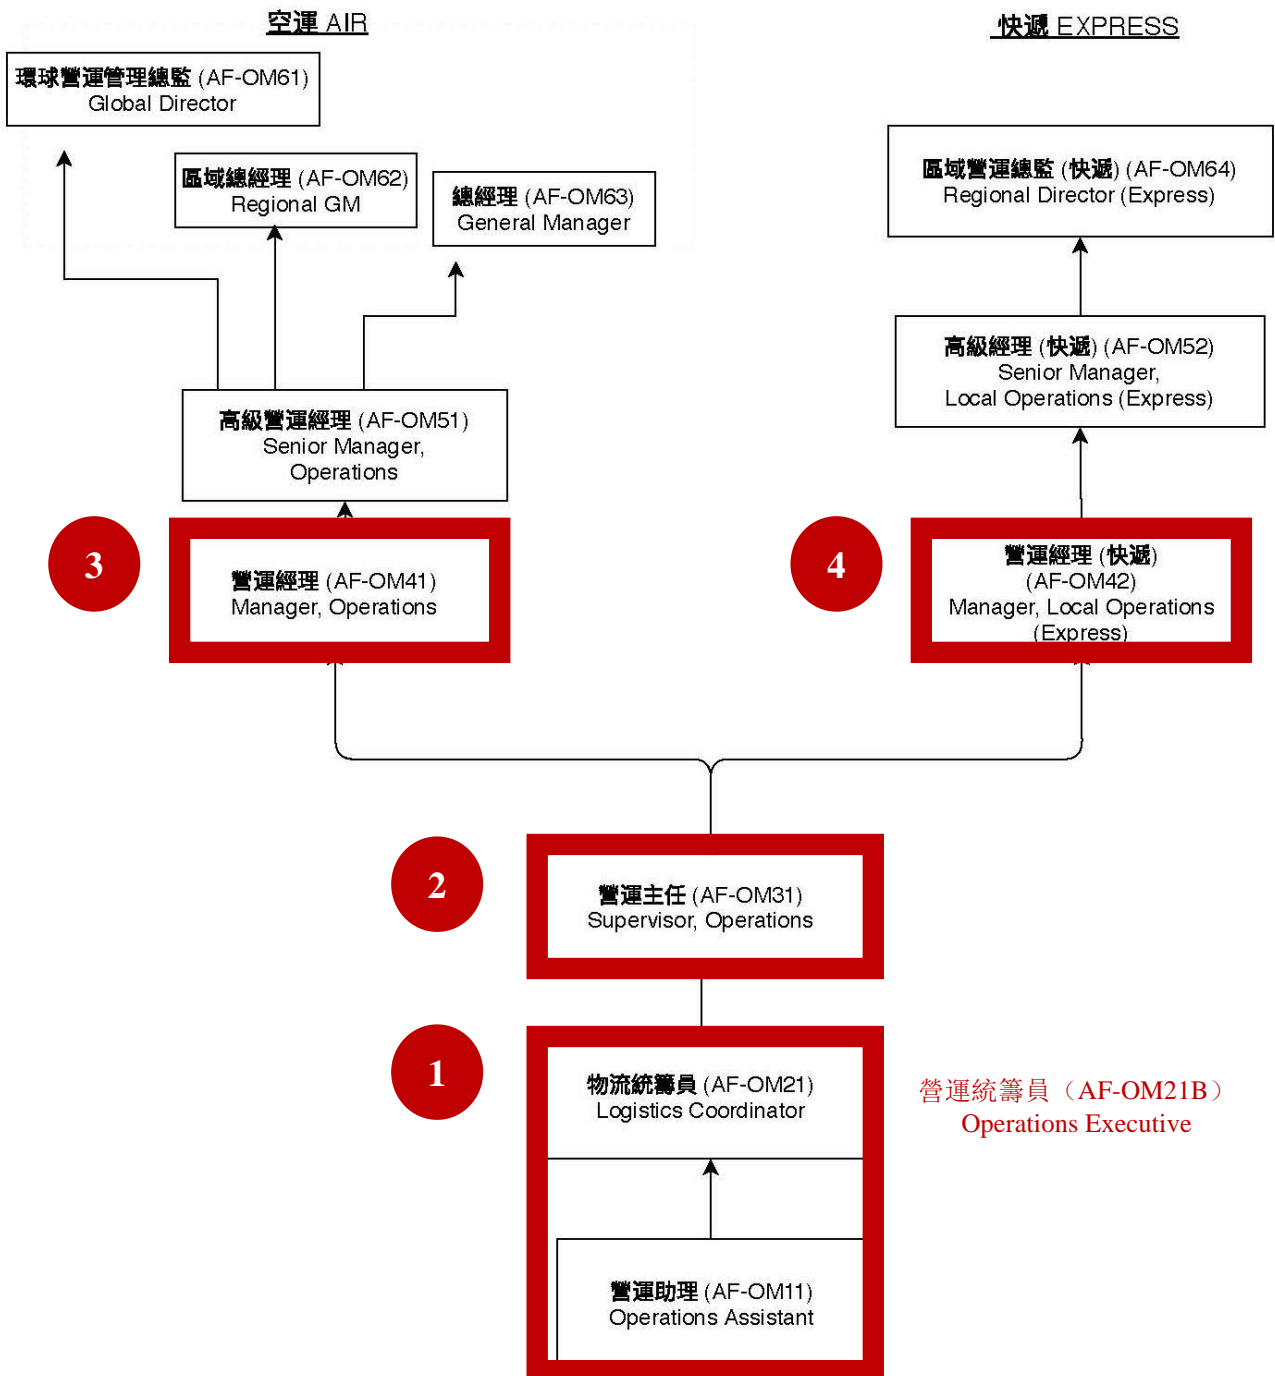 空運 AIR
快遞 EXPRESS
環球營運管理總監 (AF-OM61)
Global Director
區域總經理 (AF-OM62)
Regional GM
總經理 (AF-OM63)
General Manager
區域營運總監 (快遞) (AF-OM64)
Regional Director (Express)
高級經理 (快遞) (AF-OM52)
Senior Manager,
Local Operations (Express)
高級營運經理 (AF-OM51)
Senior Manager,
Operations
3
營運經理 (AF-OM41)
Manager, Operations
4
營運經理 (快遞)
(AF-OM42)
Manager, Local Operations
(Express)
2
營運主任 (AF-OM31)
Supervisor, Operations
1
物流統籌員 (AF-OM21)
Logistics Coordinator
營運統籌員（AF-OM21B）
Operations Executive
營運助理 (AF-OM11)
Operations Assistant